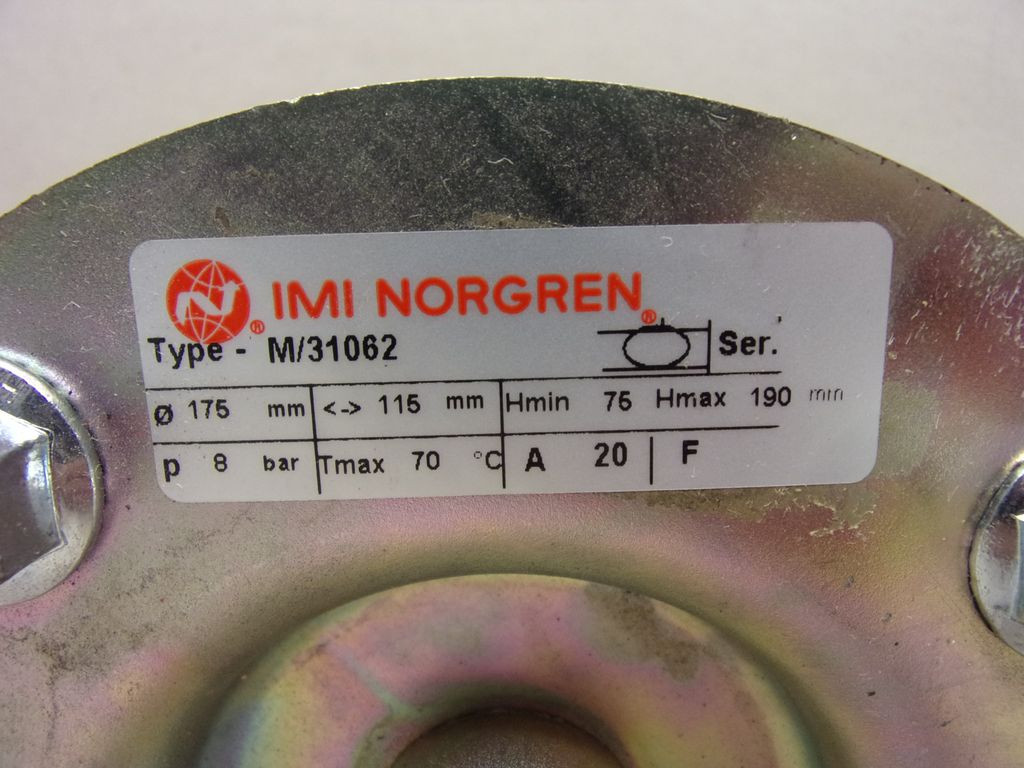 IMI NORGREN®
Type - M/31062 Ser.
ø 175 mm <-> 115 mm Hmin 75 Hmax 190 mm
p 8 bar Tmax 70 °C A 20 F